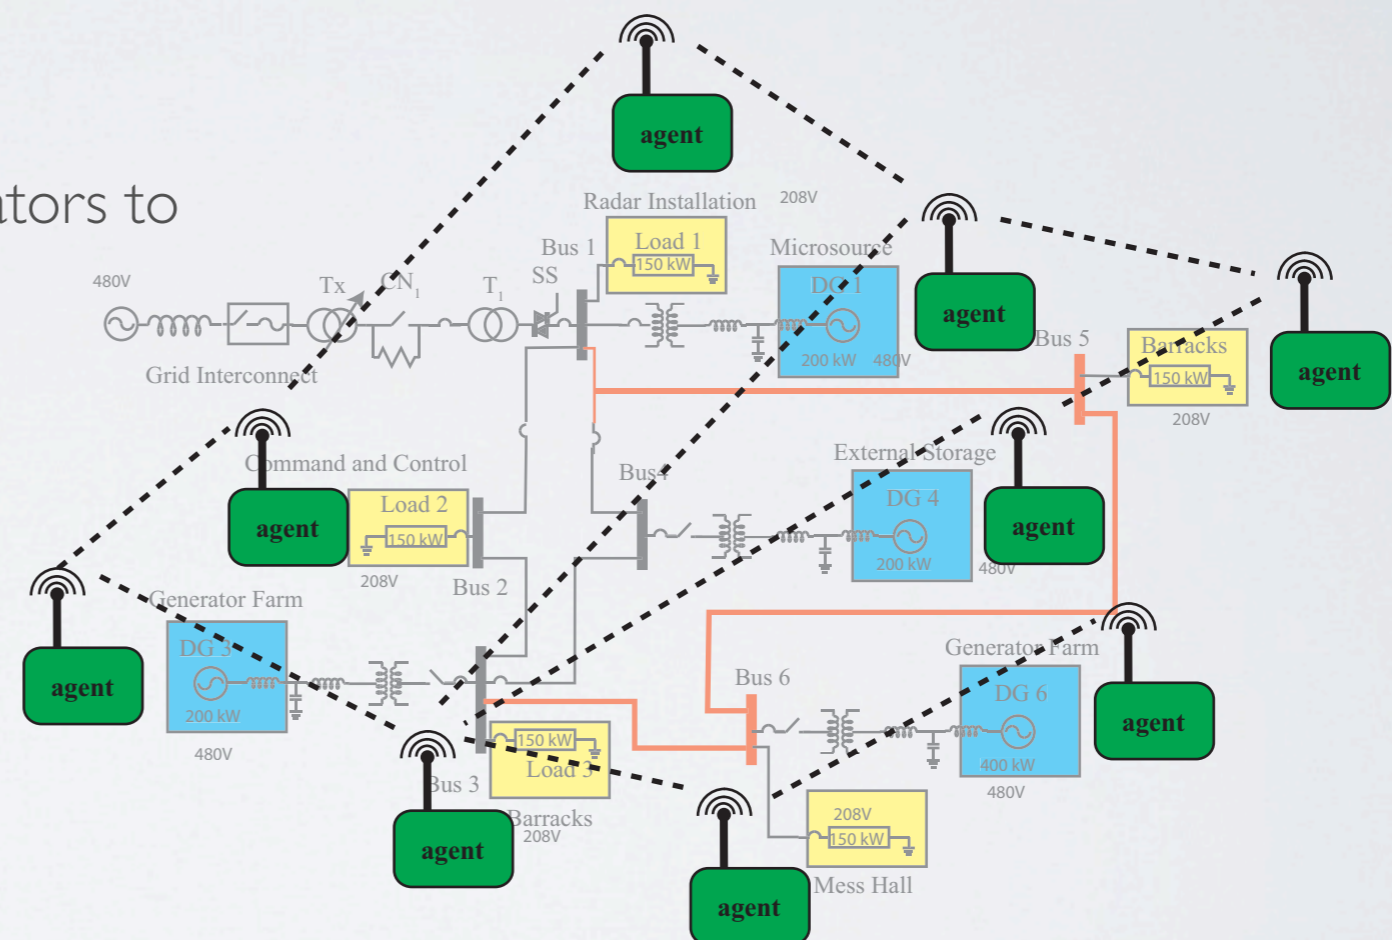 agent
ators to
Radar Installation
208V
Load 1
150 kW
Bus 1
SS
Microsource
DG 1
200 kW
480V
agent
agent
480V
Tx
CN1
T1
Grid Interconnect
Bus 5
Barracks
150 kW
208V
Command and Control
agent
Load 2
150 kW
208V
Bus 2
Bus4
External Storage
DG 4
200 kW
480V
agent
Generator Farm
DG 3
200 kW
480V
agent
Bus 3
150 kW
Load 3
Barracks
208V
agent
Bus 6
Generator Farm
DG 6
400 kW
480V
agent
208V
150 kW
Mess Hall
agent